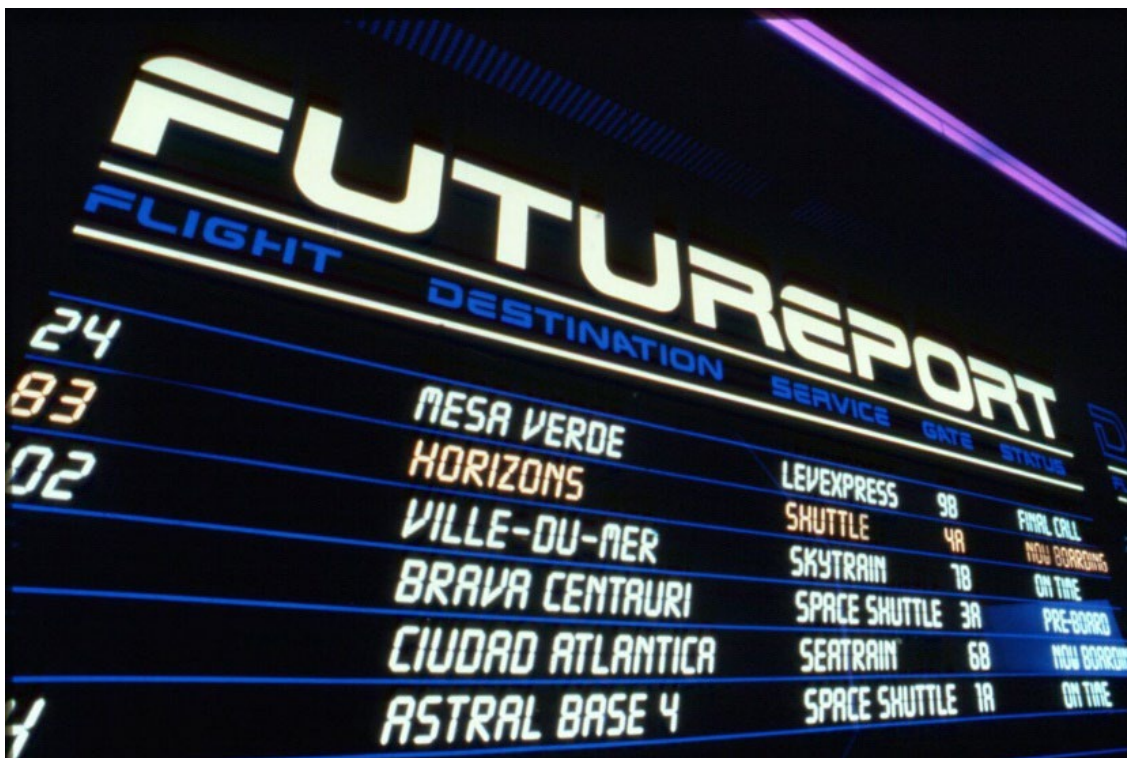 FUTUREPORT
FLIGHT DESTINATION SERVICE GATE STATUS
24 MESA VERDE LEVEXPRESS 9B FINAL CALL
83 HORIZONS SHUTTLE 4A NOW BOARDING
02 VILLE-DU-MER SKYTRAIN 7B ON TIME
BRAVA CENTAURI SPACE SHUTTLE 3A PRE-BOARD
CIUDAD ATLANTICA SEATRAIN 6B NOW BOARDIN
ASTRAL BASE 4 SPACE SHUTTLE 1A ON TIME